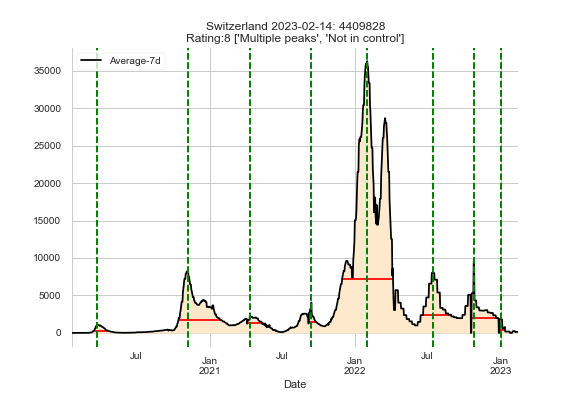 Switzerland 2023-02-14: 4409828
Rating:8 ['Multiple peaks', 'Not in control']
Average-7d
35000
30000
25000
20000
15000
10000
5000
0
Jul
Jan
2021
Jul
Jan
2022
Jul
Jan
2023
Date